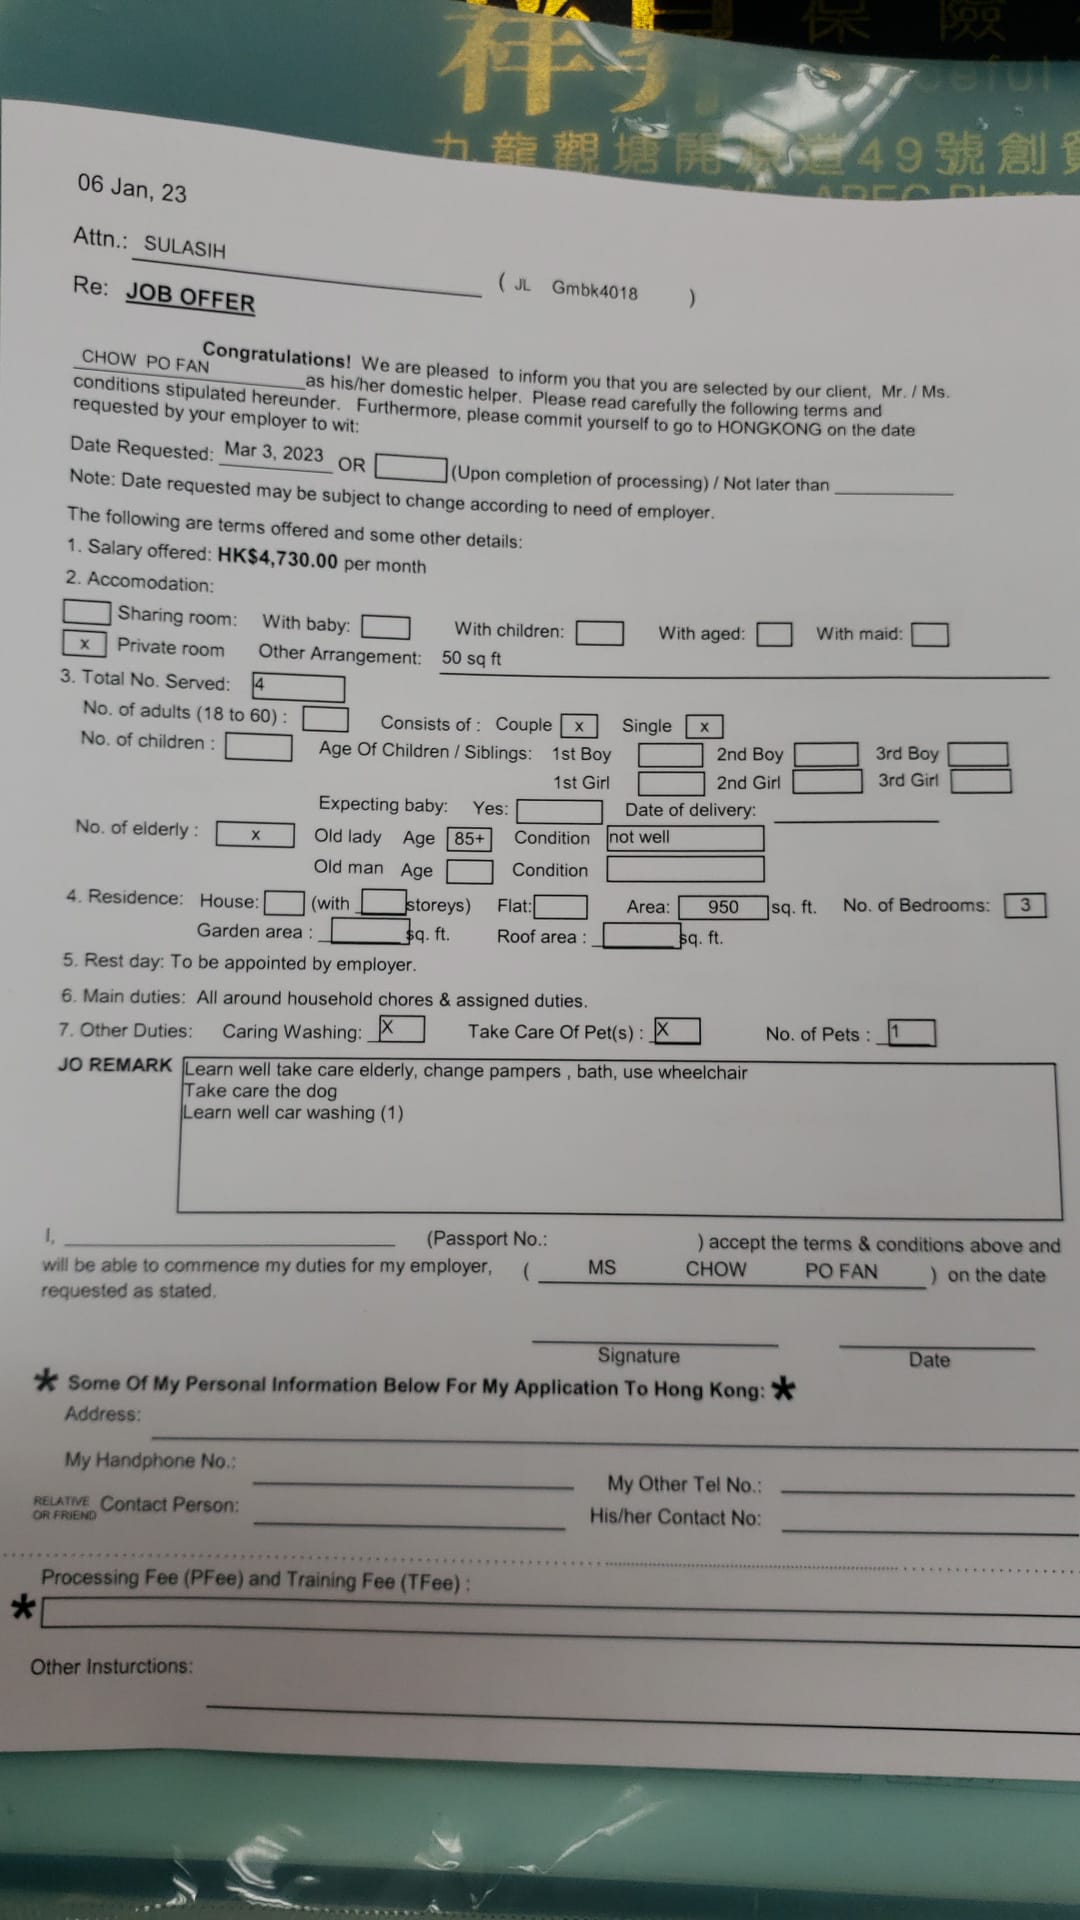 祥昇保險
eful
九龍觀塘開源道49號創貿
APEC Plaza
06 Jan, 23
Attn.: SULASIH
( JL Gmbk4018 )
Re: JOB OFFER
Congratulations! We are pleased to inform you that you are selected by our client, Mr. / Ms.
CHOW PO FAN as his/her domestic helper. Please read carefully the following terms and
conditions stipulated hereunder. Furthermore, please commit yourself to go to HONGKONG on the date
requested by your employer to wit:
Date Requested: Mar 3, 2023 OR (Upon completion of processing) / Not later than
Note: Date requested may be subject to change according to need of employer.
The following are terms offered and some other details:
1. Salary offered: HK$4,730.00 per month
2. Accomodation:
Sharing room: With baby: With children: With aged: With maid:
x Private room Other Arrangement: 50 sq ft
3. Total No. Served: 4
No. of adults (18 to 60) : Consists of : Couple x Single x
No. of children : Age Of Children / Siblings: 1st Boy 2nd Boy 3rd Boy
1st Girl 2nd Girl 3rd Girl
Expecting baby: Yes: Date of delivery:
No. of elderly : x Old lady Age 85+ Condition not well
Old man Age Condition
4. Residence: House: (with storeys) Flat: Area: 950 sq. ft. No. of Bedrooms: 3
Garden area : sq. ft. Roof area : sq. ft.
5. Rest day: To be appointed by employer.
6. Main duties: All around household chores & assigned duties.
7. Other Duties: Caring Washing: X Take Care Of Pet(s) : X No. of Pets : 1
JO REMARK Learn well take care elderly, change pampers , bath, use wheelchair
Take care the dog
Learn well car washing (1)
I, (Passport No.: ) accept the terms & conditions above and
will be able to commence my duties for my employer, ( MS CHOW PO FAN ) on the date
requested as stated.
Signature Date
* Some Of My Personal Information Below For My Application To Hong Kong: *
Address:
My Handphone No.: My Other Tel No.:
RELATIVE OR FRIEND Contact Person: His/her Contact No:
Processing Fee (PFee) and Training Fee (TFee) :
*
Other Insturctions: